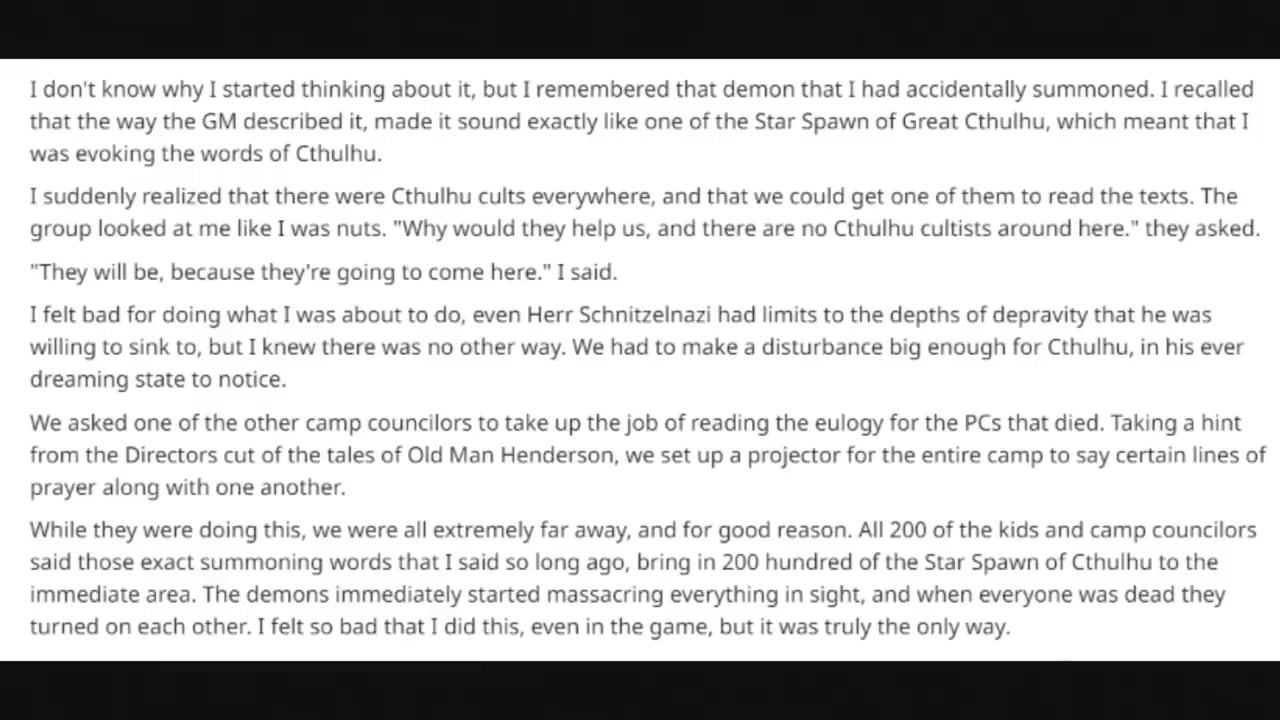 I don't know why I started thinking about it, but I remembered that demon that I had accidentally summoned. I recalled
that the way the GM described it, made it sound exactly like one of the Star Spawn of Great Cthulhu, which meant that I
was evoking the words of Cthulhu.
I suddenly realized that there were Cthulhu cults everywhere, and that we could get one of them to read the texts. The
group looked at me like I was nuts. "Why would they help us, and there are no Cthulhu cultists around here." they asked.
"They will be, because they're going to come here." I said.
I felt bad for doing what I was about to do, even Herr Schnitzelnazi had limits to the depths of depravity that he was
willing to sink to, but I knew there was no other way. We had to make a disturbance big enough for Cthulhu, in his ever
dreaming state to notice.
We asked one of the other camp councilors to take up the job of reading the eulogy for the PCs that died. Taking a hint
from the Directors cut of the tales of Old Man Henderson, we set up a projector for the entire camp to say certain lines of
prayer along with one another.
While they were doing this, we were all extremely far away, and for good reason. All 200 of the kids and camp councilors
said those exact summoning words that I said so long ago, bring in 200 hundred of the Star Spawn of Cthulhu to the
immediate area. The demons immediately started massacring everything in sight, and when everyone was dead they
turned on each other. I felt so bad that I did this, even in the game, but it was truly the only way.